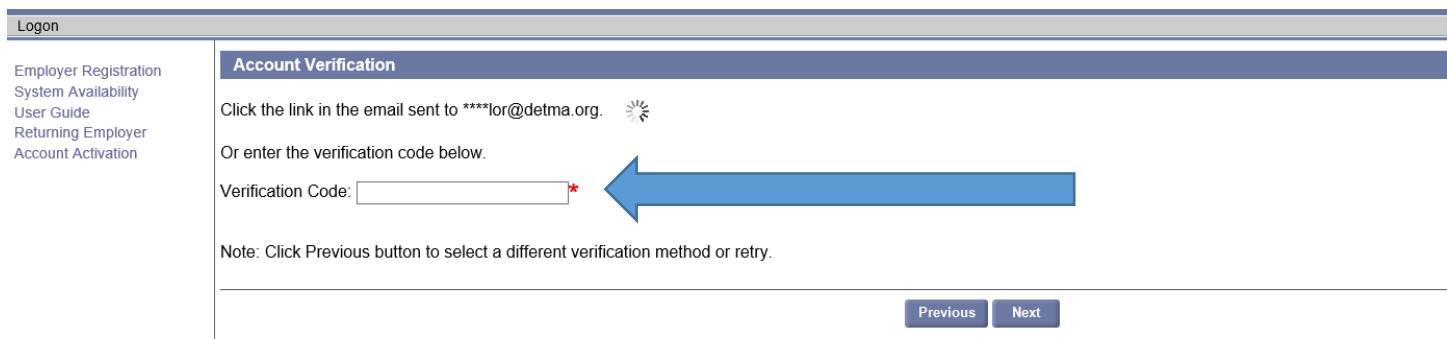 Logon
Employer Registration
System Availability
User Guide
Returning Employer
Account Activation
Account Verification
Click the link in the email sent to ****lor@detma.org.
Or enter the verification code below.
Verification Code: *
Note: Click Previous button to select a different verification method or retry.
Previous Next